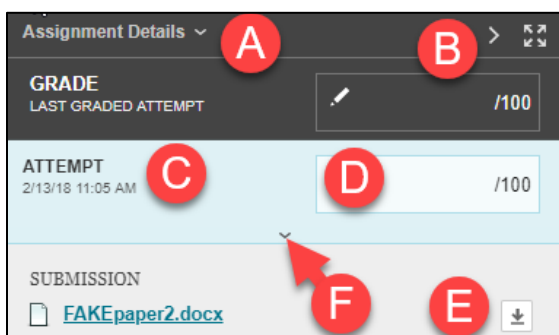 Assignment Details A B
GRADE
LAST GRADED ATTEMPT
/100
ATTEMPT
2/13/18 11:05 AM
C D /100
F
SUBMISSION
FAKEpaper2.docx E